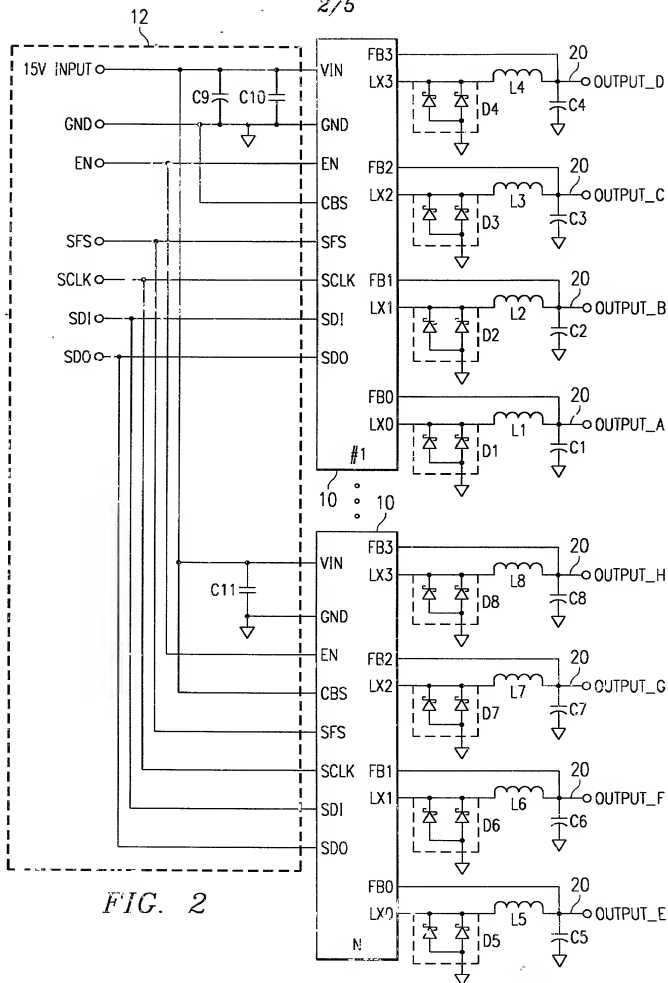 2/5
12
10
15V INPUT
C9
C10
GND
EN
SFS
SCLK
SDI
SDO
VIN
GND
EN
CBS
SFS
SCLK
SDI
SDO
FB3
LX3
FB2
LX2
FB1
LX1
FB0
LX0
#1
10
D4
L4
C4
20
OUTPUT_D
D3
L3
C3
20
OUTPUT_C
D2
L2
C2
20
OUTPUT_B
D1
L1
C1
20
OUTPUT_A
10
C11
VIN
GND
EN
CBS
SFS
SCLK
SDI
SDO
FB3
LX3
FB2
LX2
FB1
LX1
FB0
LX0
N
D8
L8
C8
20
OUTPUT_H
D7
L7
C7
20
OUTPUT_G
D6
L6
C6
20
OUTPUT_F
D5
L5
C5
20
OUTPUT_E
FIG. 2